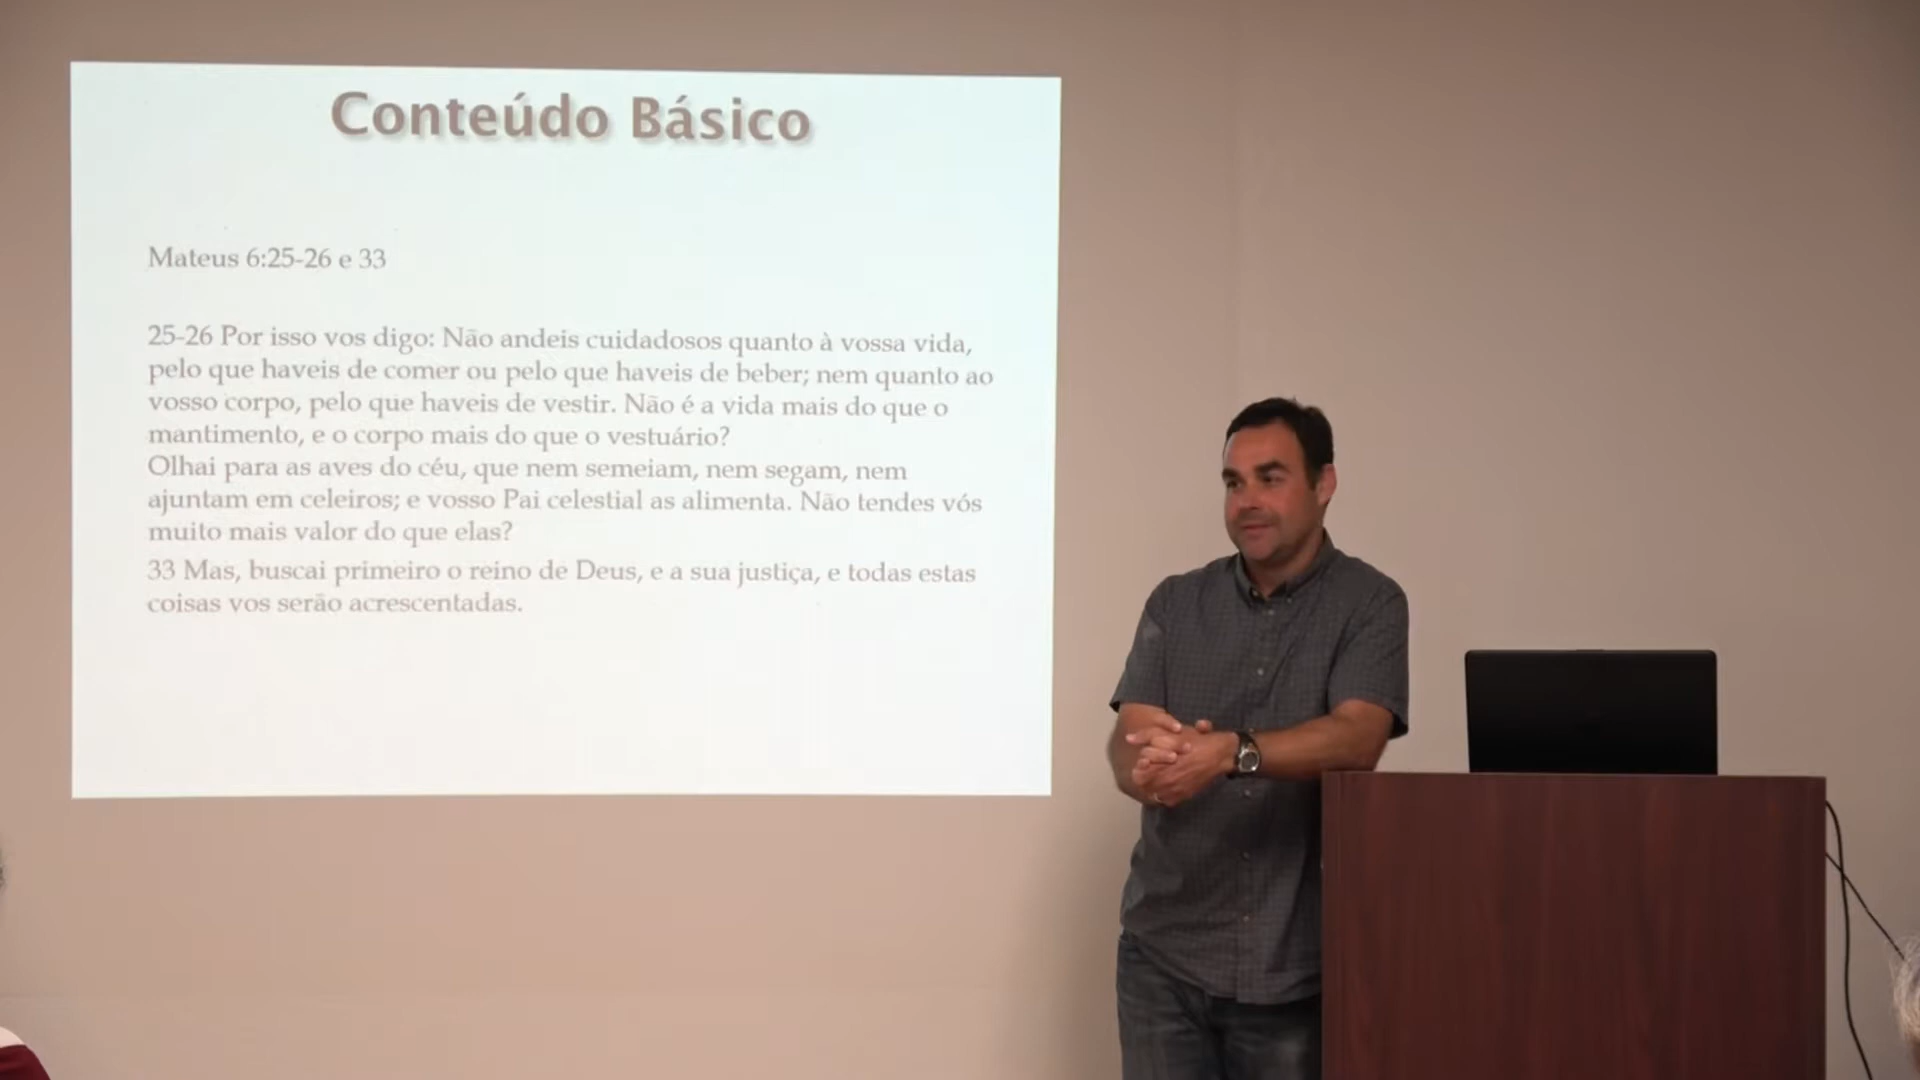 Conteúdo Básico
Mateus 6:25-26 e 33
25-26 Por isso vos digo: Não andeis cuidadosos quanto à vossa vida,
pelo que haveis de comer ou pelo que haveis de beber; nem quanto ao
vosso corpo, pelo que haveis de vestir. Não é a vida mais do que o
mantimento, e o corpo mais do que o vestuário?
Olhai para as aves do céu, que nem semeiam, nem segam, nem
ajuntam em celeiros; e vosso Pai celestial as alimenta. Não tendes vós
muito mais valor do que elas?
33 Mas, buscai primeiro o reino de Deus, e a sua justiça, e todas estas
coisas vos serão acrescentadas.